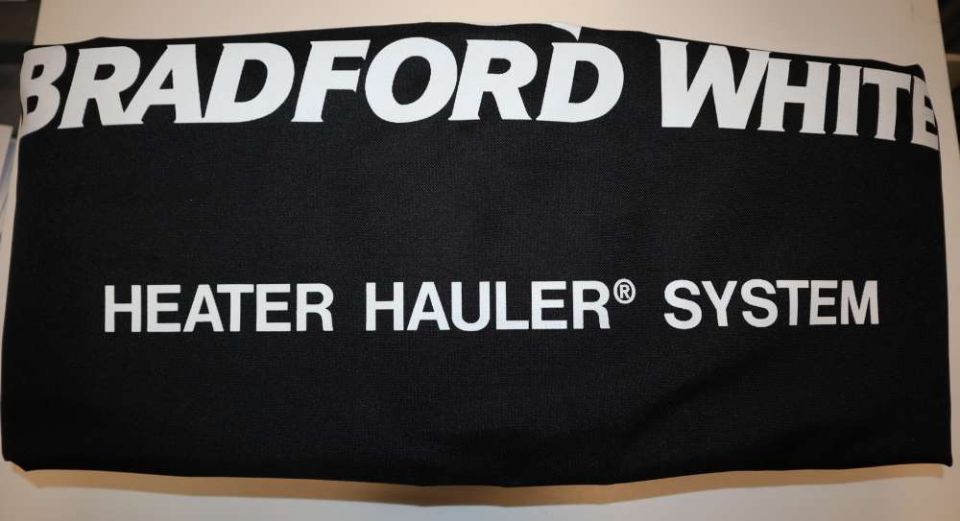 BRADFORD WHITE
HEATER HAULER® SYSTEM